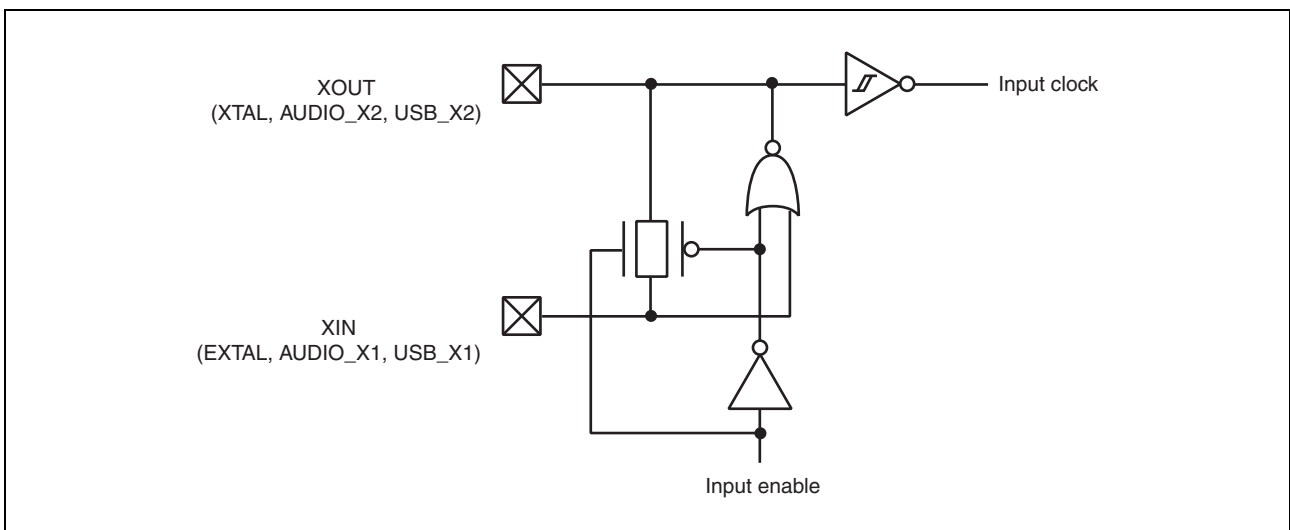 XOUT
(XTAL, AUDIO_X2, USB_X2)
Input clock
XIN
(EXTAL, AUDIO_X1, USB_X1)
Input enable